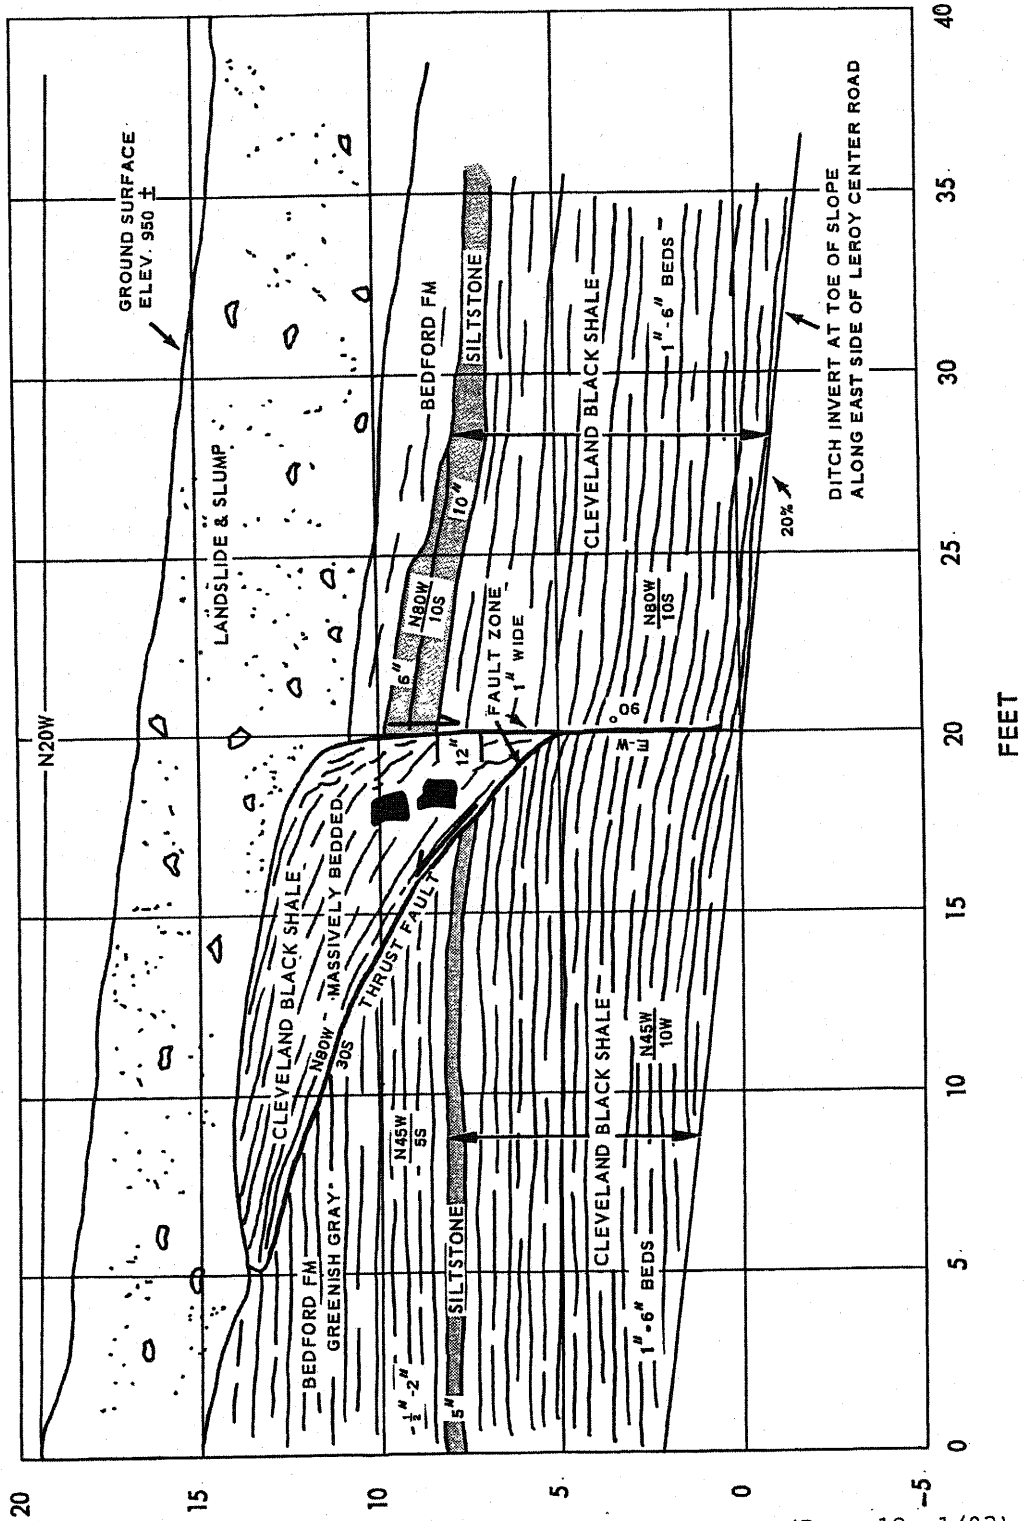 N20W
GROUND SURFACE
ELEV. 950 ±
LANDSLIDE & SLUMP
CLEVELAND BLACK SHALE
MASSIVELY BEDDED
N80W
30S
THRUST FAULT
BEDFORD FM
GREENISH GRAY
N45W
5S
½" - 2"
5"
SILTSTONE
CLEVELAND BLACK SHALE
1"-6" BEDS
N45W
10W
12"
6"
FAULT ZONE
1" WIDE
E-W
90°
N80W
10S
10"
BEDFORD FM
SILTSTONE
CLEVELAND BLACK SHALE
1"-6" BEDS
N80W
10S
20%
DITCH INVERT AT TOE OF SLOPE
ALONG EAST SIDE OF LEROY CENTER ROAD
20
15
10
5
0
-5
0
5
10
15
20
25
30
35
40
FEET